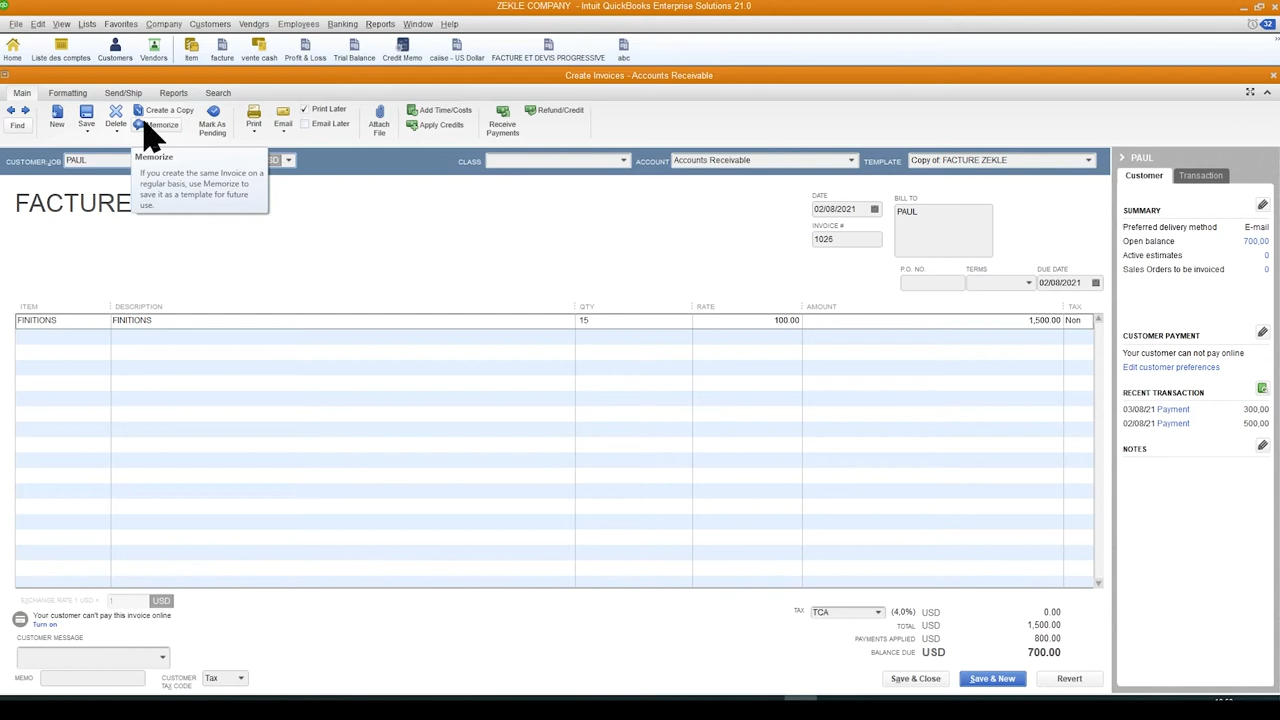 ZEKLE COMPANY - Intuit QuickBooks Enterprise Solutions 21.0
File Edit View Lists Favorites Company Customers Vendors Employees Banking Reports Window Help
32
Home Liste des comptes Customers Vendors Item facture vente cash Profit & Loss Trial Balance Credit Memo caiise - US Dollar FACTURE ET DEVIS PROGRESSIVE abc
Create Invoices - Accounts Receivable
Main Formatting Send/Ship Reports Search
Find New Save Delete Create a Copy Memorize Mark As Pending Print Email Print Later Email Later Attach File Add Time/Costs Apply Credits Receive Payments Refund/Credit
CUSTOMER:JOB PAUL CLASS ACCOUNT Accounts Receivable TEMPLATE Copy of: FACTURE ZEKLE
Memorize
If you create the same Invoice on a
regular basis, use Memorize to
save it as a template for future
use.
FACTURE
DATE
02/08/2021
INVOICE #
1026
BILL TO
PAUL
P.O. NO. TERMS DUE DATE
02/08/2021
ITEM DESCRIPTION QTY RATE AMOUNT TAX
FINITIONS FINITIONS 15 100.00 1,500.00 Non
EXCHANGE RATE 1 USD = 1 USD
Your customer can't pay this invoice online
Turn on
CUSTOMER MESSAGE
MEMO CUSTOMER TAX CODE Tax
TAX TCA (4,0%) USD 0.00
TOTAL USD 1,500.00
PAYMENTS APPLIED USD 800.00
BALANCE DUE USD 700.00
Save & Close Save & New Revert
PAUL
Customer Transaction
SUMMARY
Preferred delivery method E-mail
Open balance 700,00
Active estimates 0
Sales Orders to be invoiced 0
CUSTOMER PAYMENT
Your customer can not pay online
Edit customer preferences
RECENT TRANSACTION
03/08/21 Payment 300,00
02/08/21 Payment 500,00
NOTES